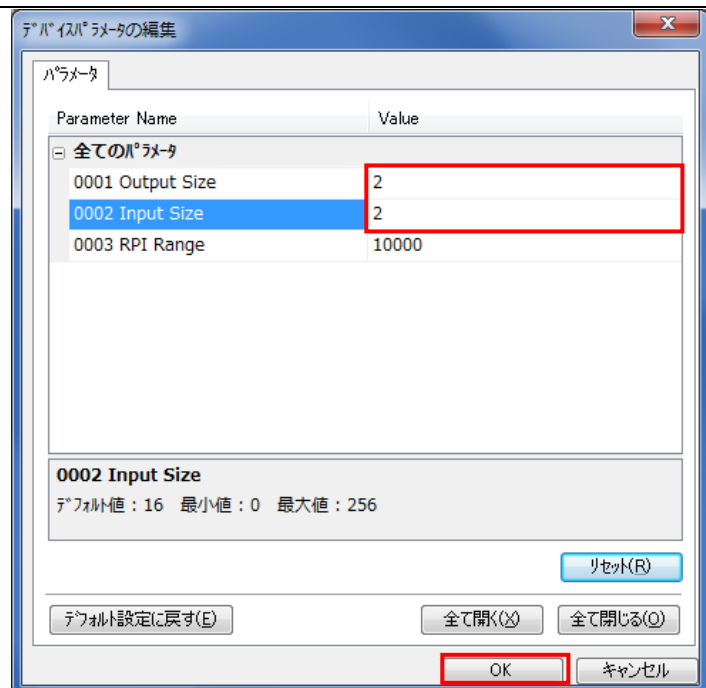 ﾃﾞﾊﾞｲｽﾊﾟﾗﾒｰﾀの編集
x
ﾊﾟﾗﾒｰﾀ
Parameter Name Value
全てのﾊﾟﾗﾒｰﾀ
0001 Output Size 2
0002 Input Size 2
0003 RPI Range 10000
0002 Input Size
ﾃﾞﾌｫﾙﾄ値：16 最小値：0 最大値：256
ﾘｾｯﾄ(R)
ﾃﾞﾌｫﾙﾄ設定に戻す(E) 全て開く(X) 全て閉じる(O)
OK ｷｬﾝｾﾙ